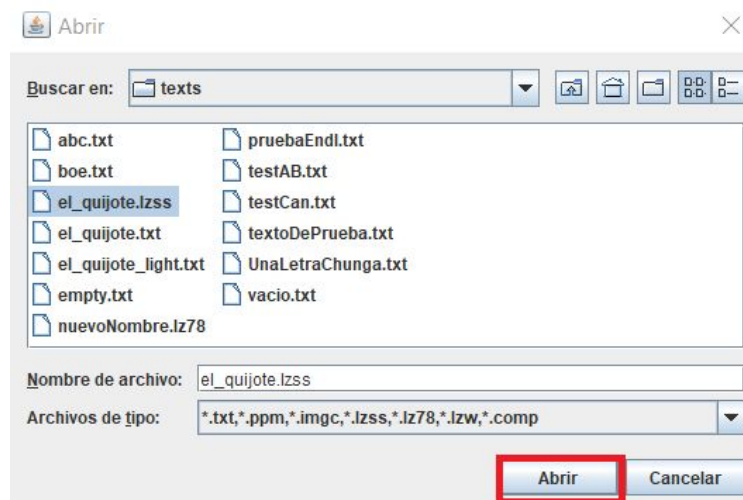 Abrir
Buscar en: texts
abc.txt pruebaEndl.txt
boe.txt testAB.txt
el_quijote.lzss testCan.txt
el_quijote.txt textoDePrueba.txt
el_quijote_light.txt UnaLetraChunga.txt
empty.txt vacio.txt
nuevoNombre.lz78
Nombre de archivo: el_quijote.lzss
Archivos de tipo: *.txt,*.ppm,*.imgc,*.lzss,*.lz78,*.lzw,*.comp
Abrir Cancelar